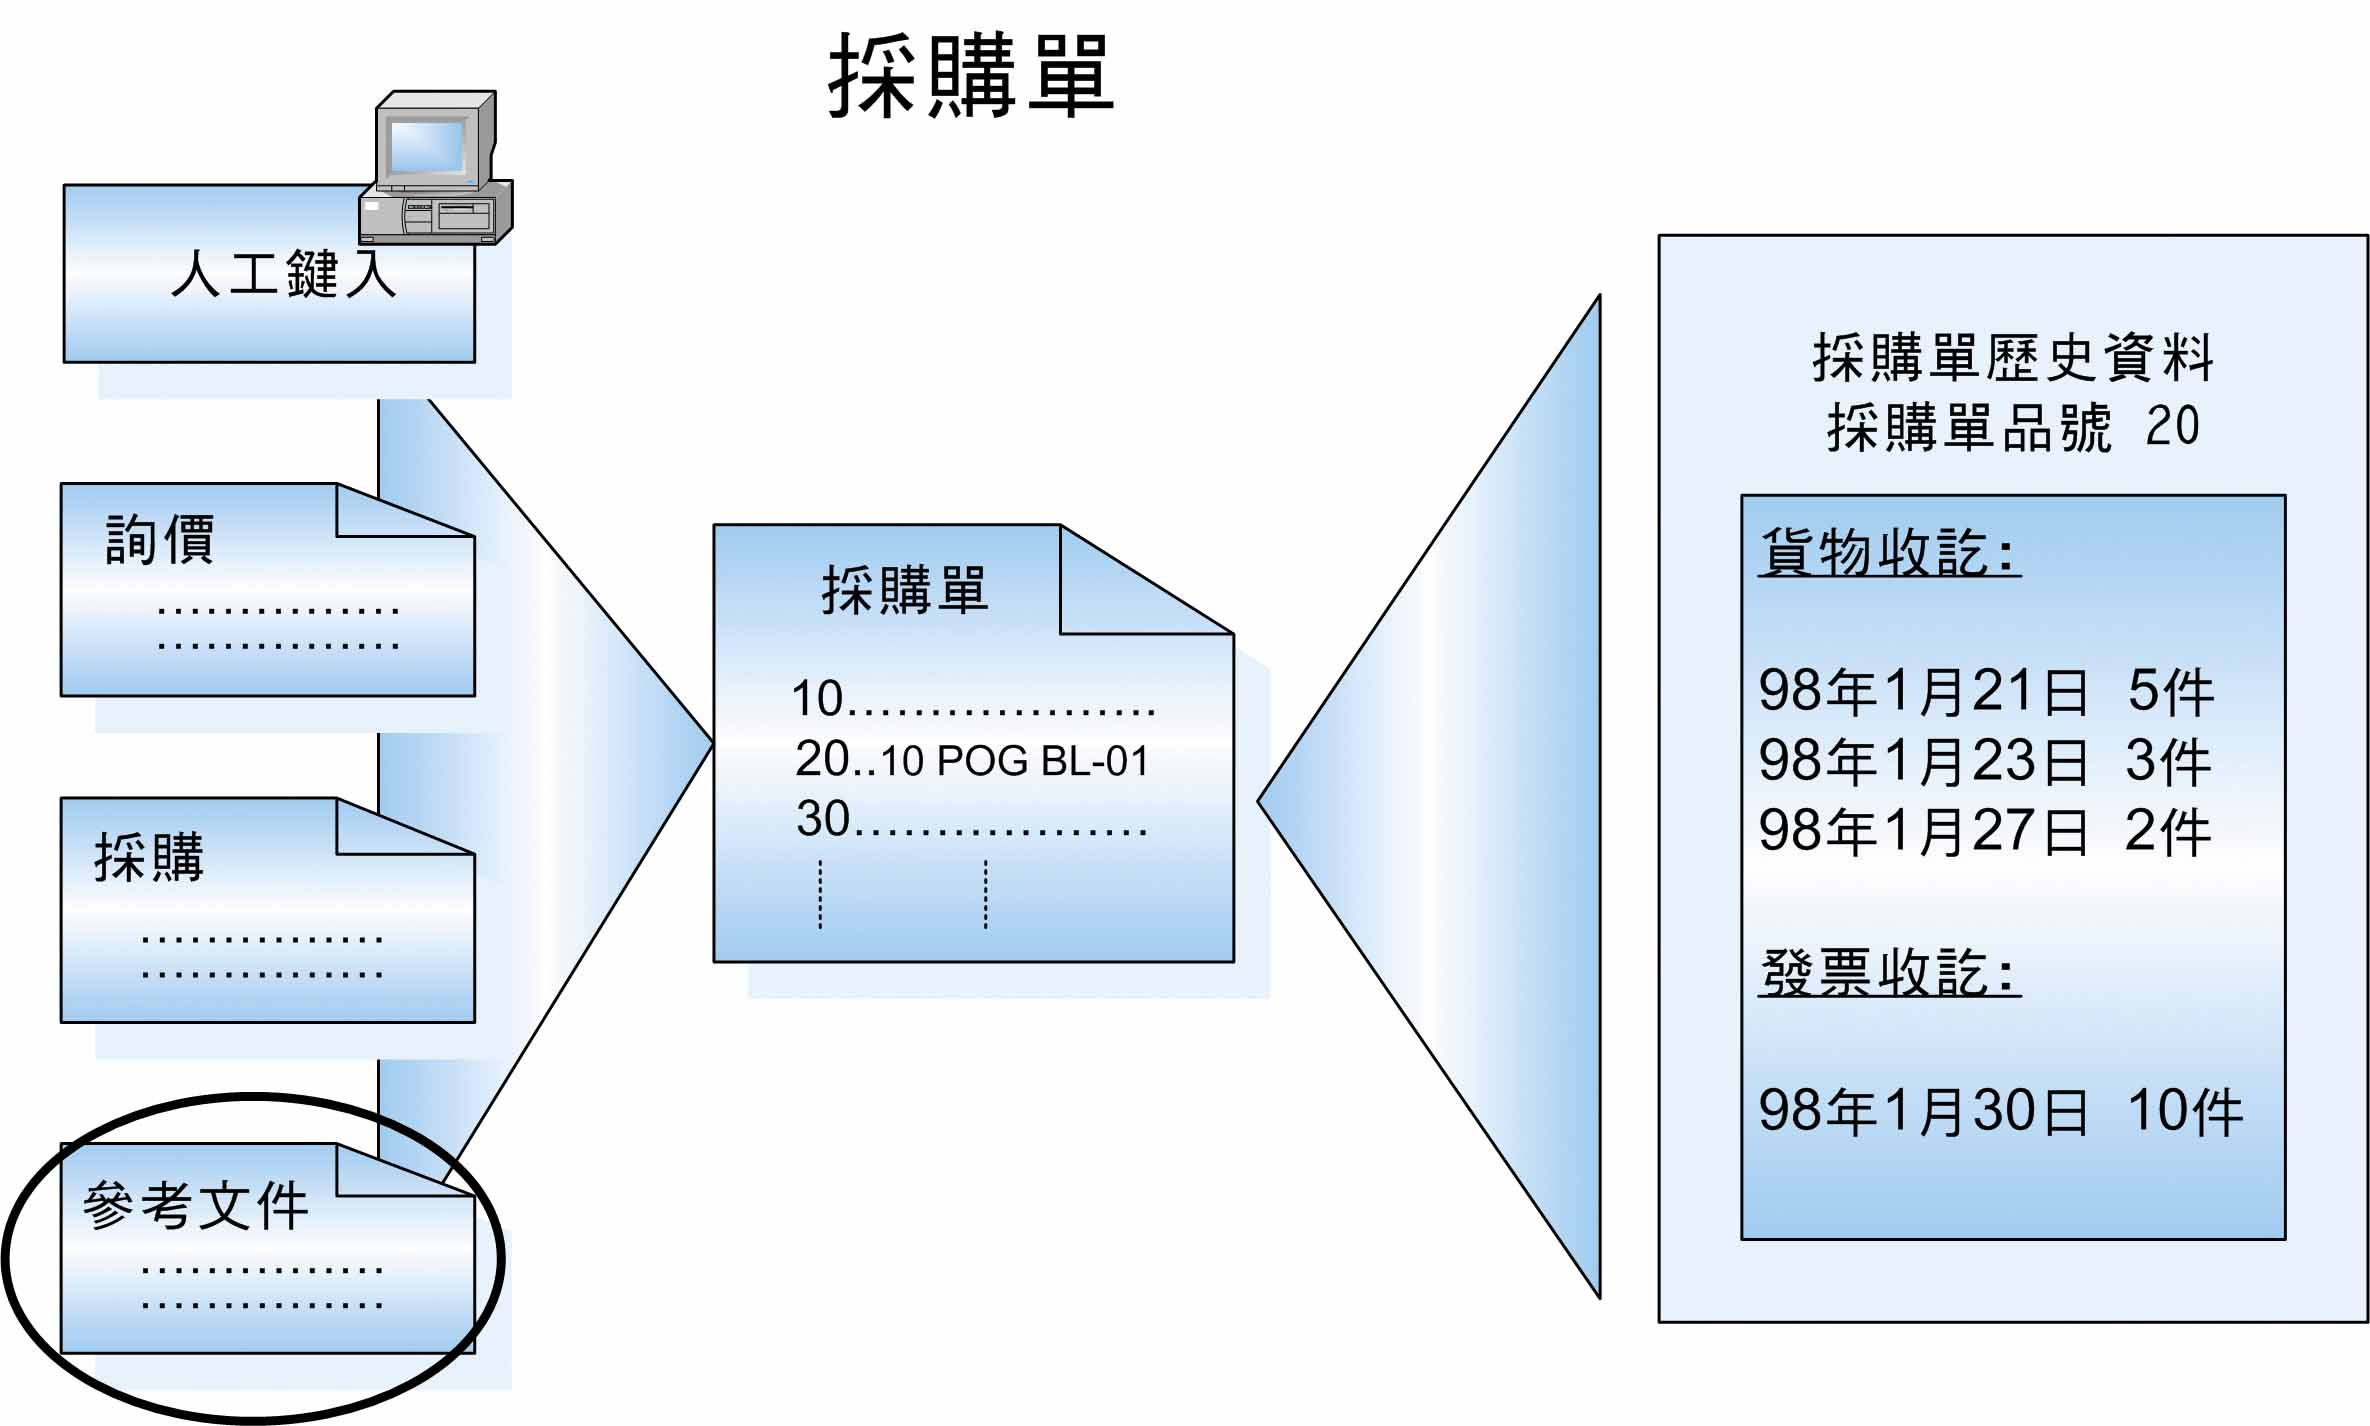 採購單
人工鍵入
詢價
...............
...............
採購
...............
...............
參考文件
...............
...............
採購單
10...................
20..10 POG BL-01
30..................
採購單歷史資料
採購單品號 20
貨物收訖:
98年1月21日 5件
98年1月23日 3件
98年1月27日 2件
發票收訖:
98年1月30日 10件